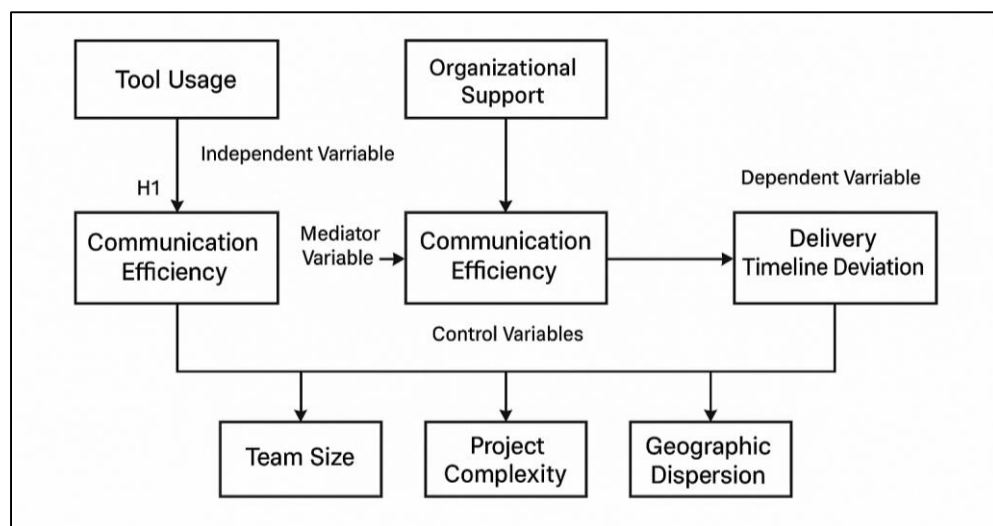 Tool Usage
Organizational
Support
Independent Varriable
H1
Dependent Varriable
Communication
Efficiency
Mediator
Variable
Communication
Efficiency
Delivery
Timeline Deviation
Control Variables
Team Size
Project
Complexity
Geographic
Dispersion